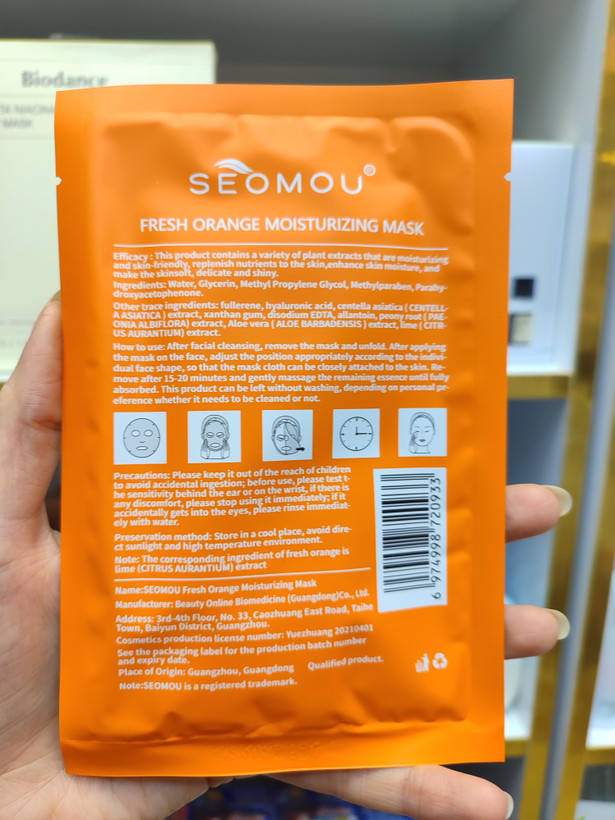 Biodance
MASK
SEOMOU®
FRESH ORANGE MOISTURIZING MASK
Efficacy : This product contains a variety of plant extracts that are moisturizing
and skin-friendly, replenish nutrients to the skin,enhance skin moisture, and
make the skinsoft, delicate and shiny.
Ingredients: Water, Glycerin, Methyl Propylene Glycol, Methylparaben, Parahy-
droxyacetophenone.
Other trace ingredients: fullerene, hyaluronic acid, centella asiatica ( CENTELL-
A ASIATICA ) extract, xanthan gum, disodium EDTA, allantoin, peony root ( PAE-
ONIA ALBIFLORA) extract, Aloe vera ( ALOE BARBADENSIS ) extract, lime ( CITR-
US AURANTIUM) extract.
How to use: After facial cleansing, remove the mask and unfold. After applying
the mask on the face, adjust the position appropriately according to the indivi-
dual face shape, so that the mask cloth can be closely attached to the skin. Re-
move after 15-20 minutes and gently massage the remaining essence until fully
absorbed. This product can be left without washing, depending on personal pr-
eference whether it needs to be cleaned or not.
Precautions: Please keep it out of the reach of children
to avoid accidental ingestion; before use, please test t-
he sensitivity behind the ear or on the wrist, if there is
any discomfort, please stop using it immediately; if it
accidentally gets into the eyes, please rinse immediat-
ely with water.
Preservation method: Store in a cool place, avoid dire-
ct sunlight and high temperature environment.
Note: The corresponding ingredient of fresh orange is
lime (CITRUS AURANTIUM) extract
6 974998 720933
Name:SEOMOU Fresh Orange Moisturizing Mask
Manufacturer: Beauty Online Biomedicine (Guangdong)Co., Ltd.
Address: 3rd-4th Floor, No. 33, Caozhuang East Road, Taihe
Town, Baiyun District, Guangzhou.
Cosmetics production license number: Yuezhuang 20210401
See the packaging label for the production batch number
and expiry date.
Place of Origin: Guangzhou, Guangdong Qualified product.
Note:SEOMOU is a registered trademark.